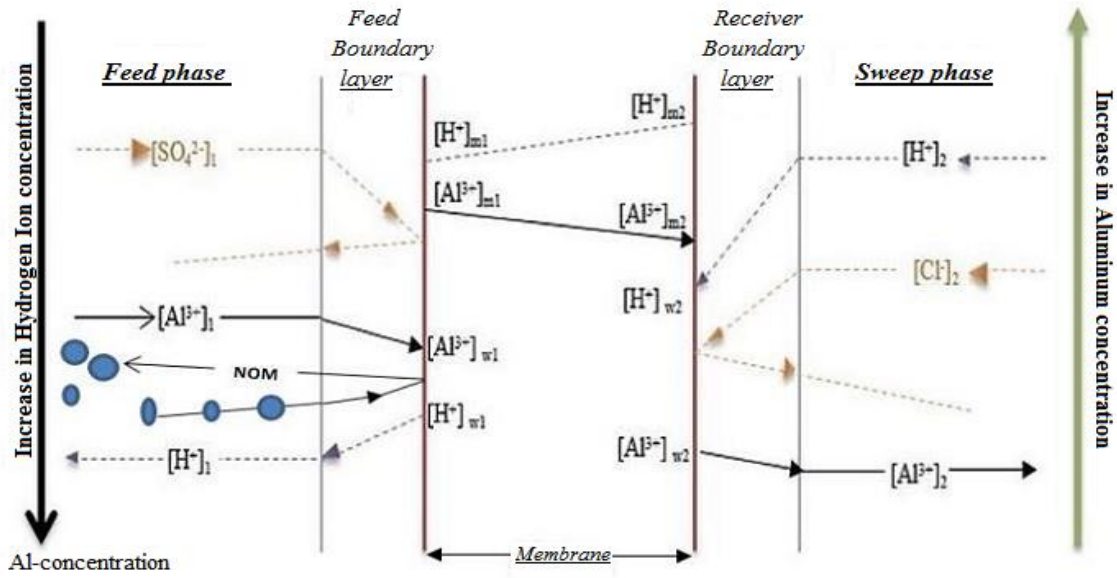 Feed
Boundary
layer
Receiver
Boundary
layer
Feed phase
Sweep phase
Increase in Hydrogen Ion concentration
Increase in Aluminum concentration
[SO₄²⁻]₁
[H⁺]ₘ₁
[H⁺]ₘ₂
[H⁺]₂
[Al³⁺]ₘ₁
[Al³⁺]ₘ₂
[Cl⁻]₂
[H⁺] w2
[Al³⁺]₁
[Al³⁺] w1
NOM
[H⁺] w1
[H⁺]₁
[Al³⁺] w2
[Al³⁺]₂
Membrane
Al-concentration